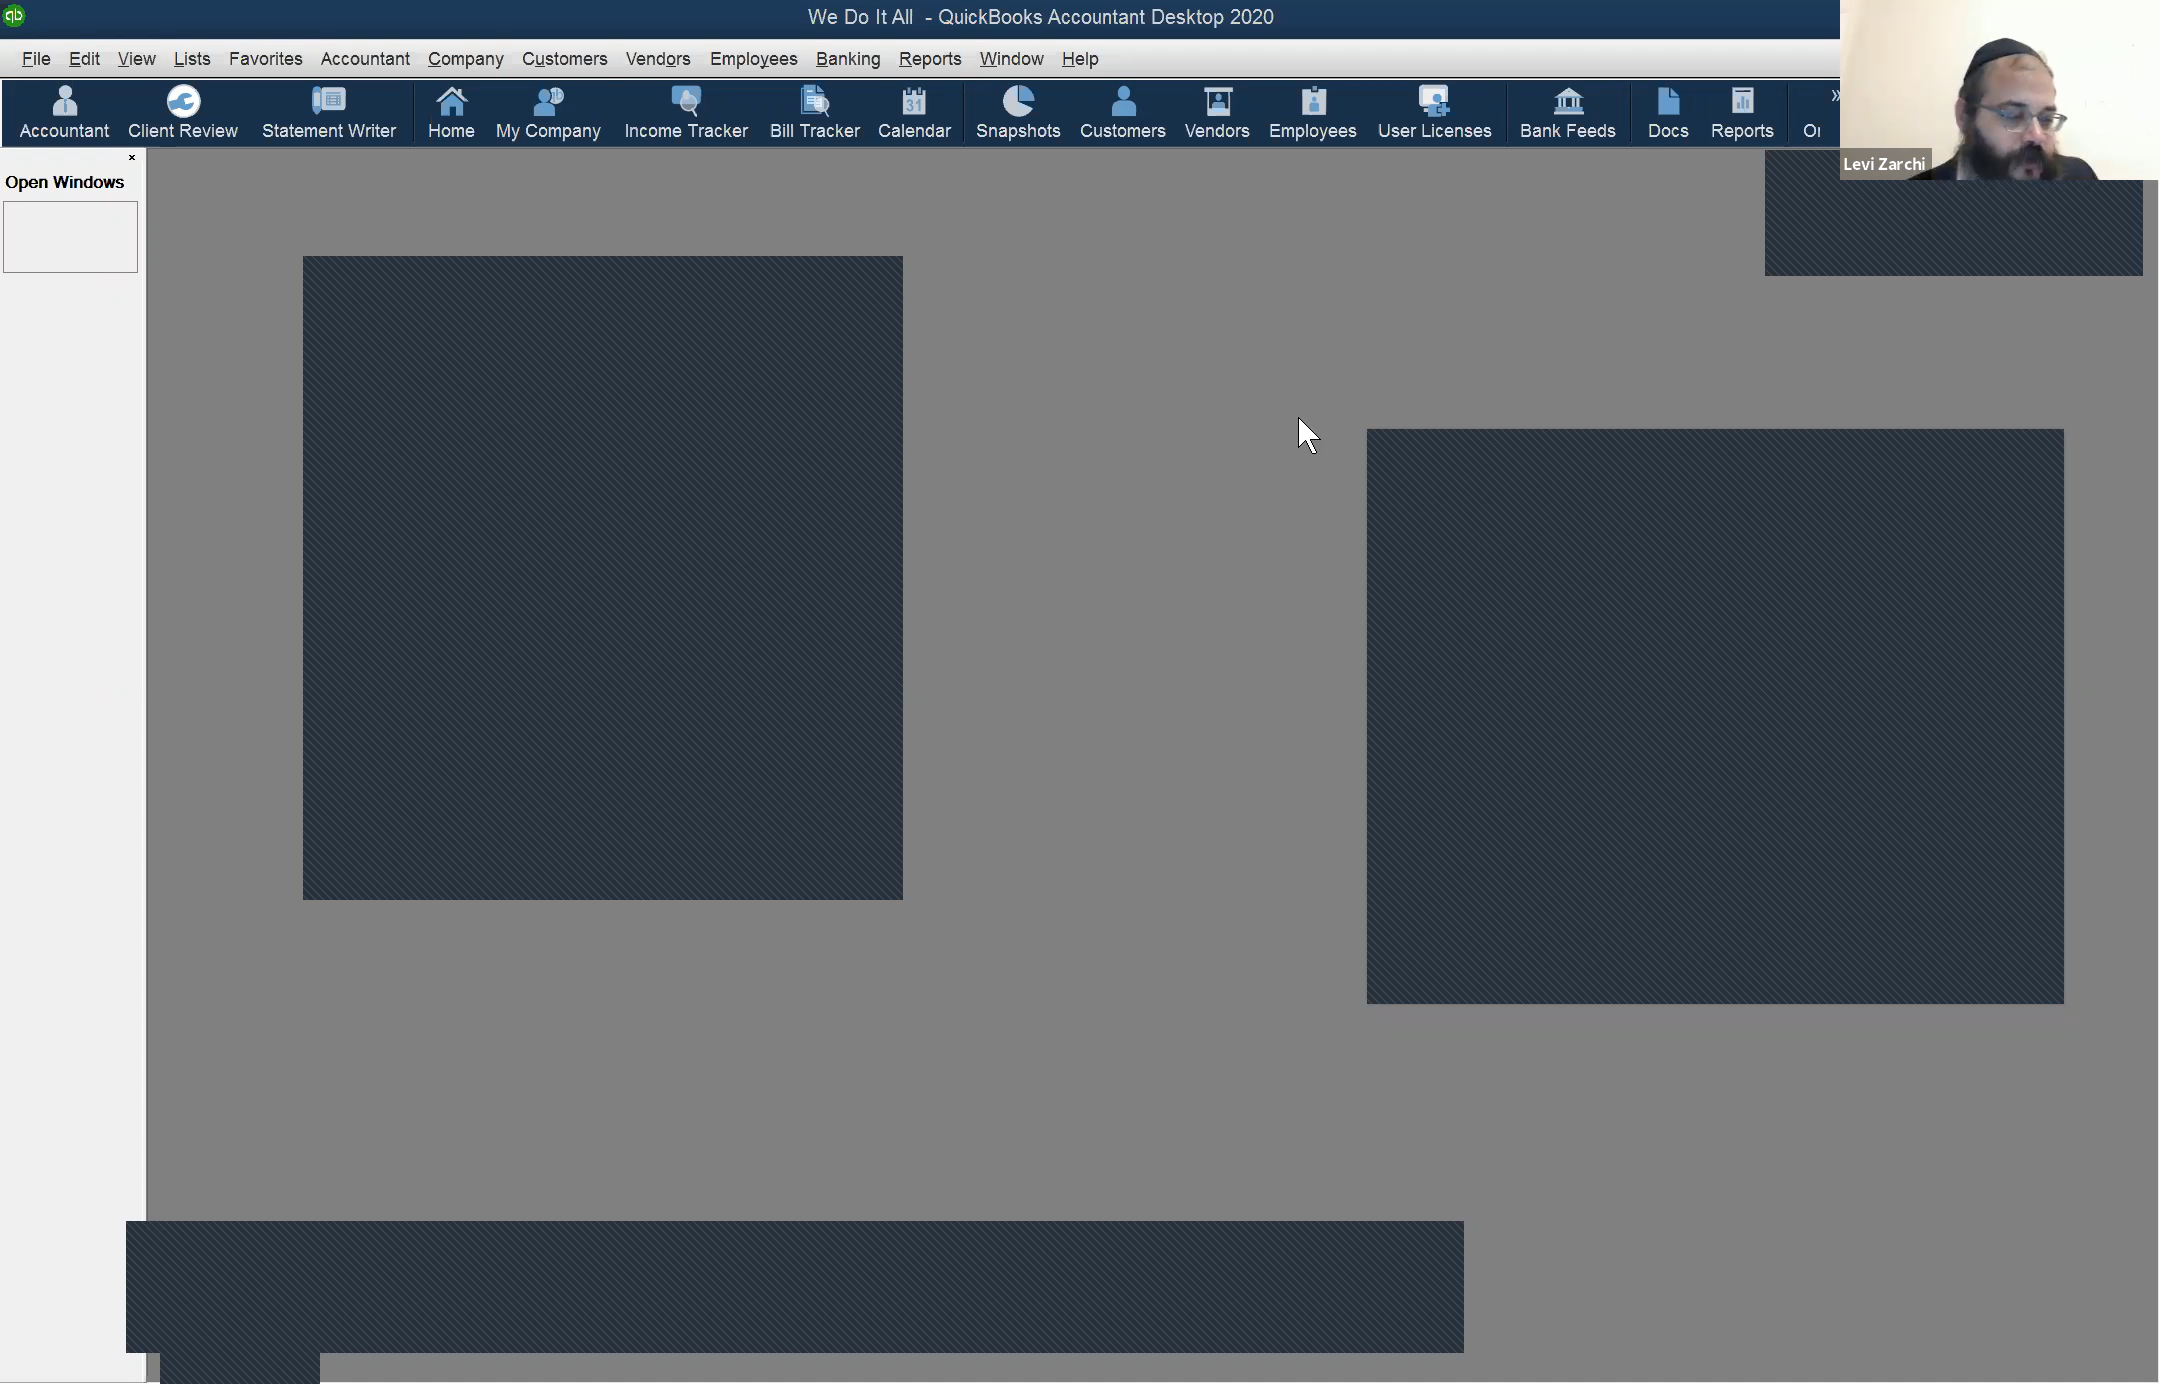 qb
We Do It All - QuickBooks Accountant Desktop 2020
File Edit View Lists Favorites Accountant Company Customers Vendors Employees Banking Reports Window Help
31
Accountant Client Review Statement Writer Home My Company Income Tracker Bill Tracker Calendar Snapshots Customers Vendors Employees User Licenses Bank Feeds Docs Reports
Levi Zarchi
Open Windows